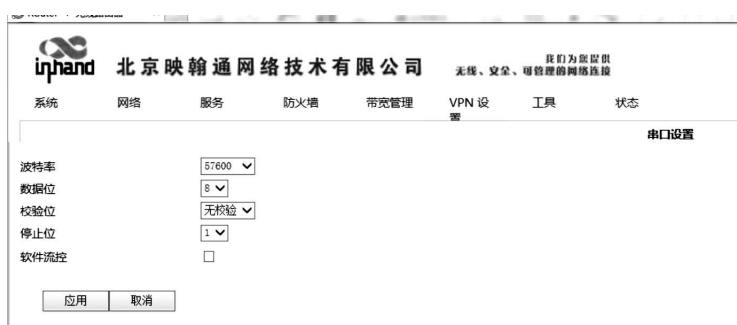 inhand 北京映翰通网络技术有限公司
我们为您提供
无线、安全、可管理的网络连接
系统 网络 服务 防火墙 带宽管理 VPN 设置 工具 状态
串口设置
波特率 57600
数据位 8
校验位 无校验
停止位 1
软件流控
应用 取消